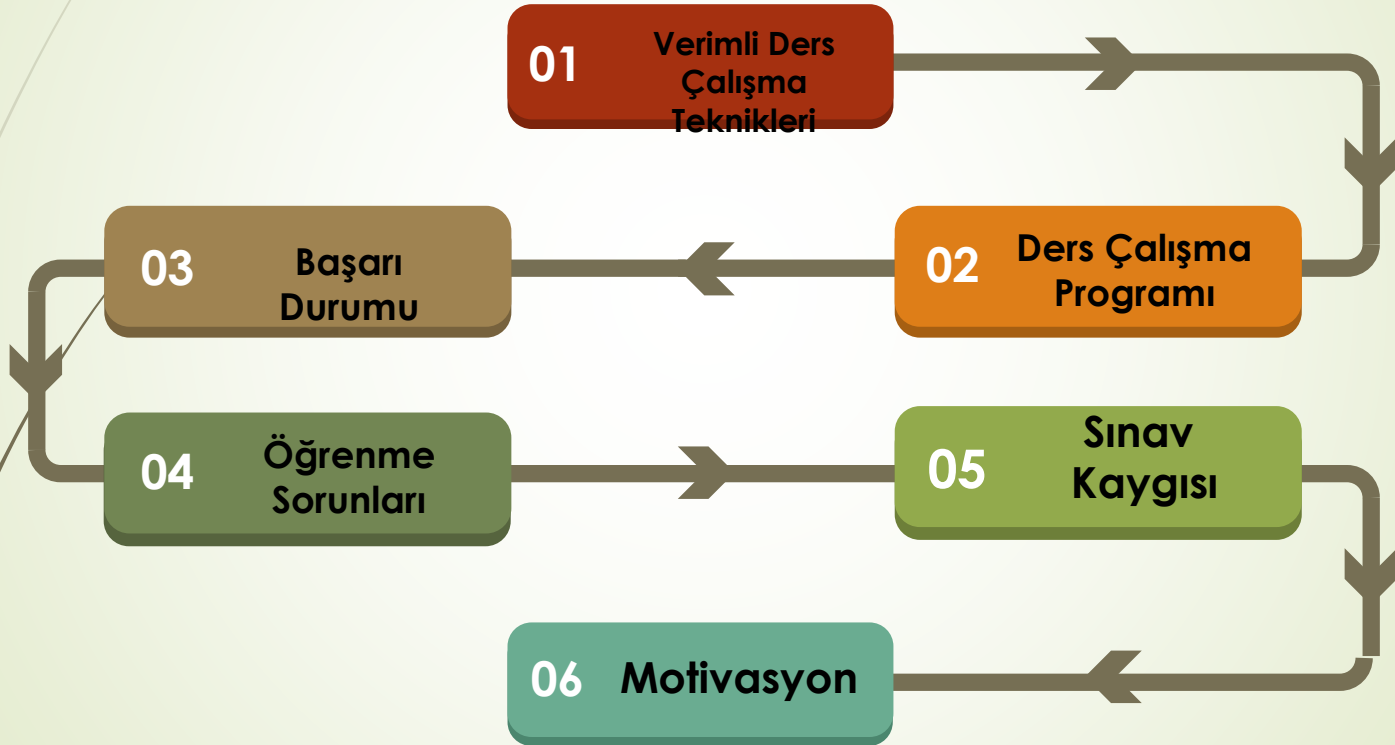 01
Verimli Ders
Çalışma
Teknikleri
02
Ders Çalışma
Programı
03
Başarı
Durumu
04
Öğrenme
Sorunları
05
Sınav
Kaygısı
06
Motivasyon